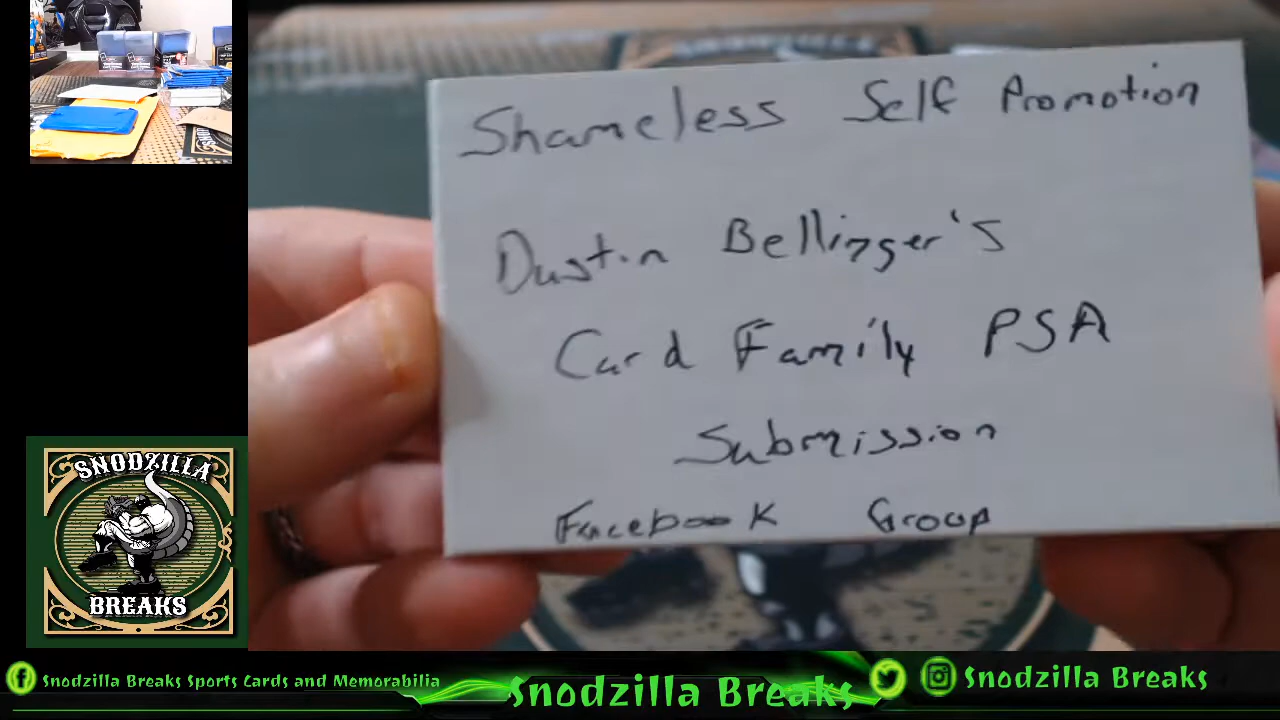 Shameless Self Promotion
Dustin Bellinger's
Card Family PSA
Submission
Facebook Group
SNODZILLA
BREAKS
Snodzilla Breaks Sports Cards and Memorabilia
Snodzilla Breaks
Snodzilla Breaks